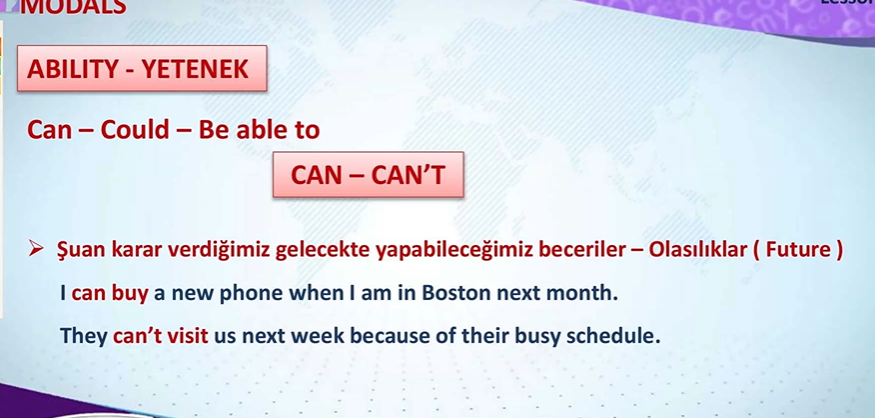 MODALS
ABILITY - YETENEK
Can – Could – Be able to
CAN – CAN'T
➢ Şuan karar verdiğimiz gelecekte yapabileceğimiz beceriler – Olasılıklar ( Future )
I can buy a new phone when I am in Boston next month.
They can't visit us next week because of their busy schedule.